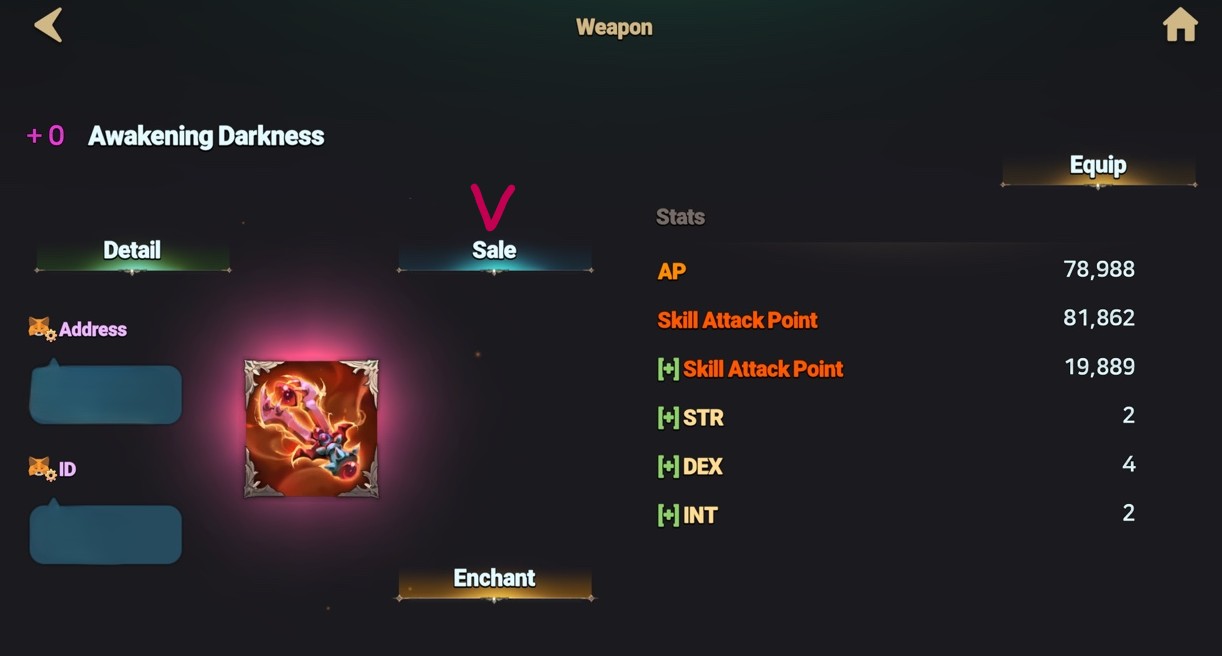 Weapon
+ 0 Awakening Darkness
Equip
Detail
Sale
Stats
AP 78,988
Skill Attack Point 81,862
[+] Skill Attack Point 19,889
[+] STR 2
[+] DEX 4
[+] INT 2
Address
ID
Enchant